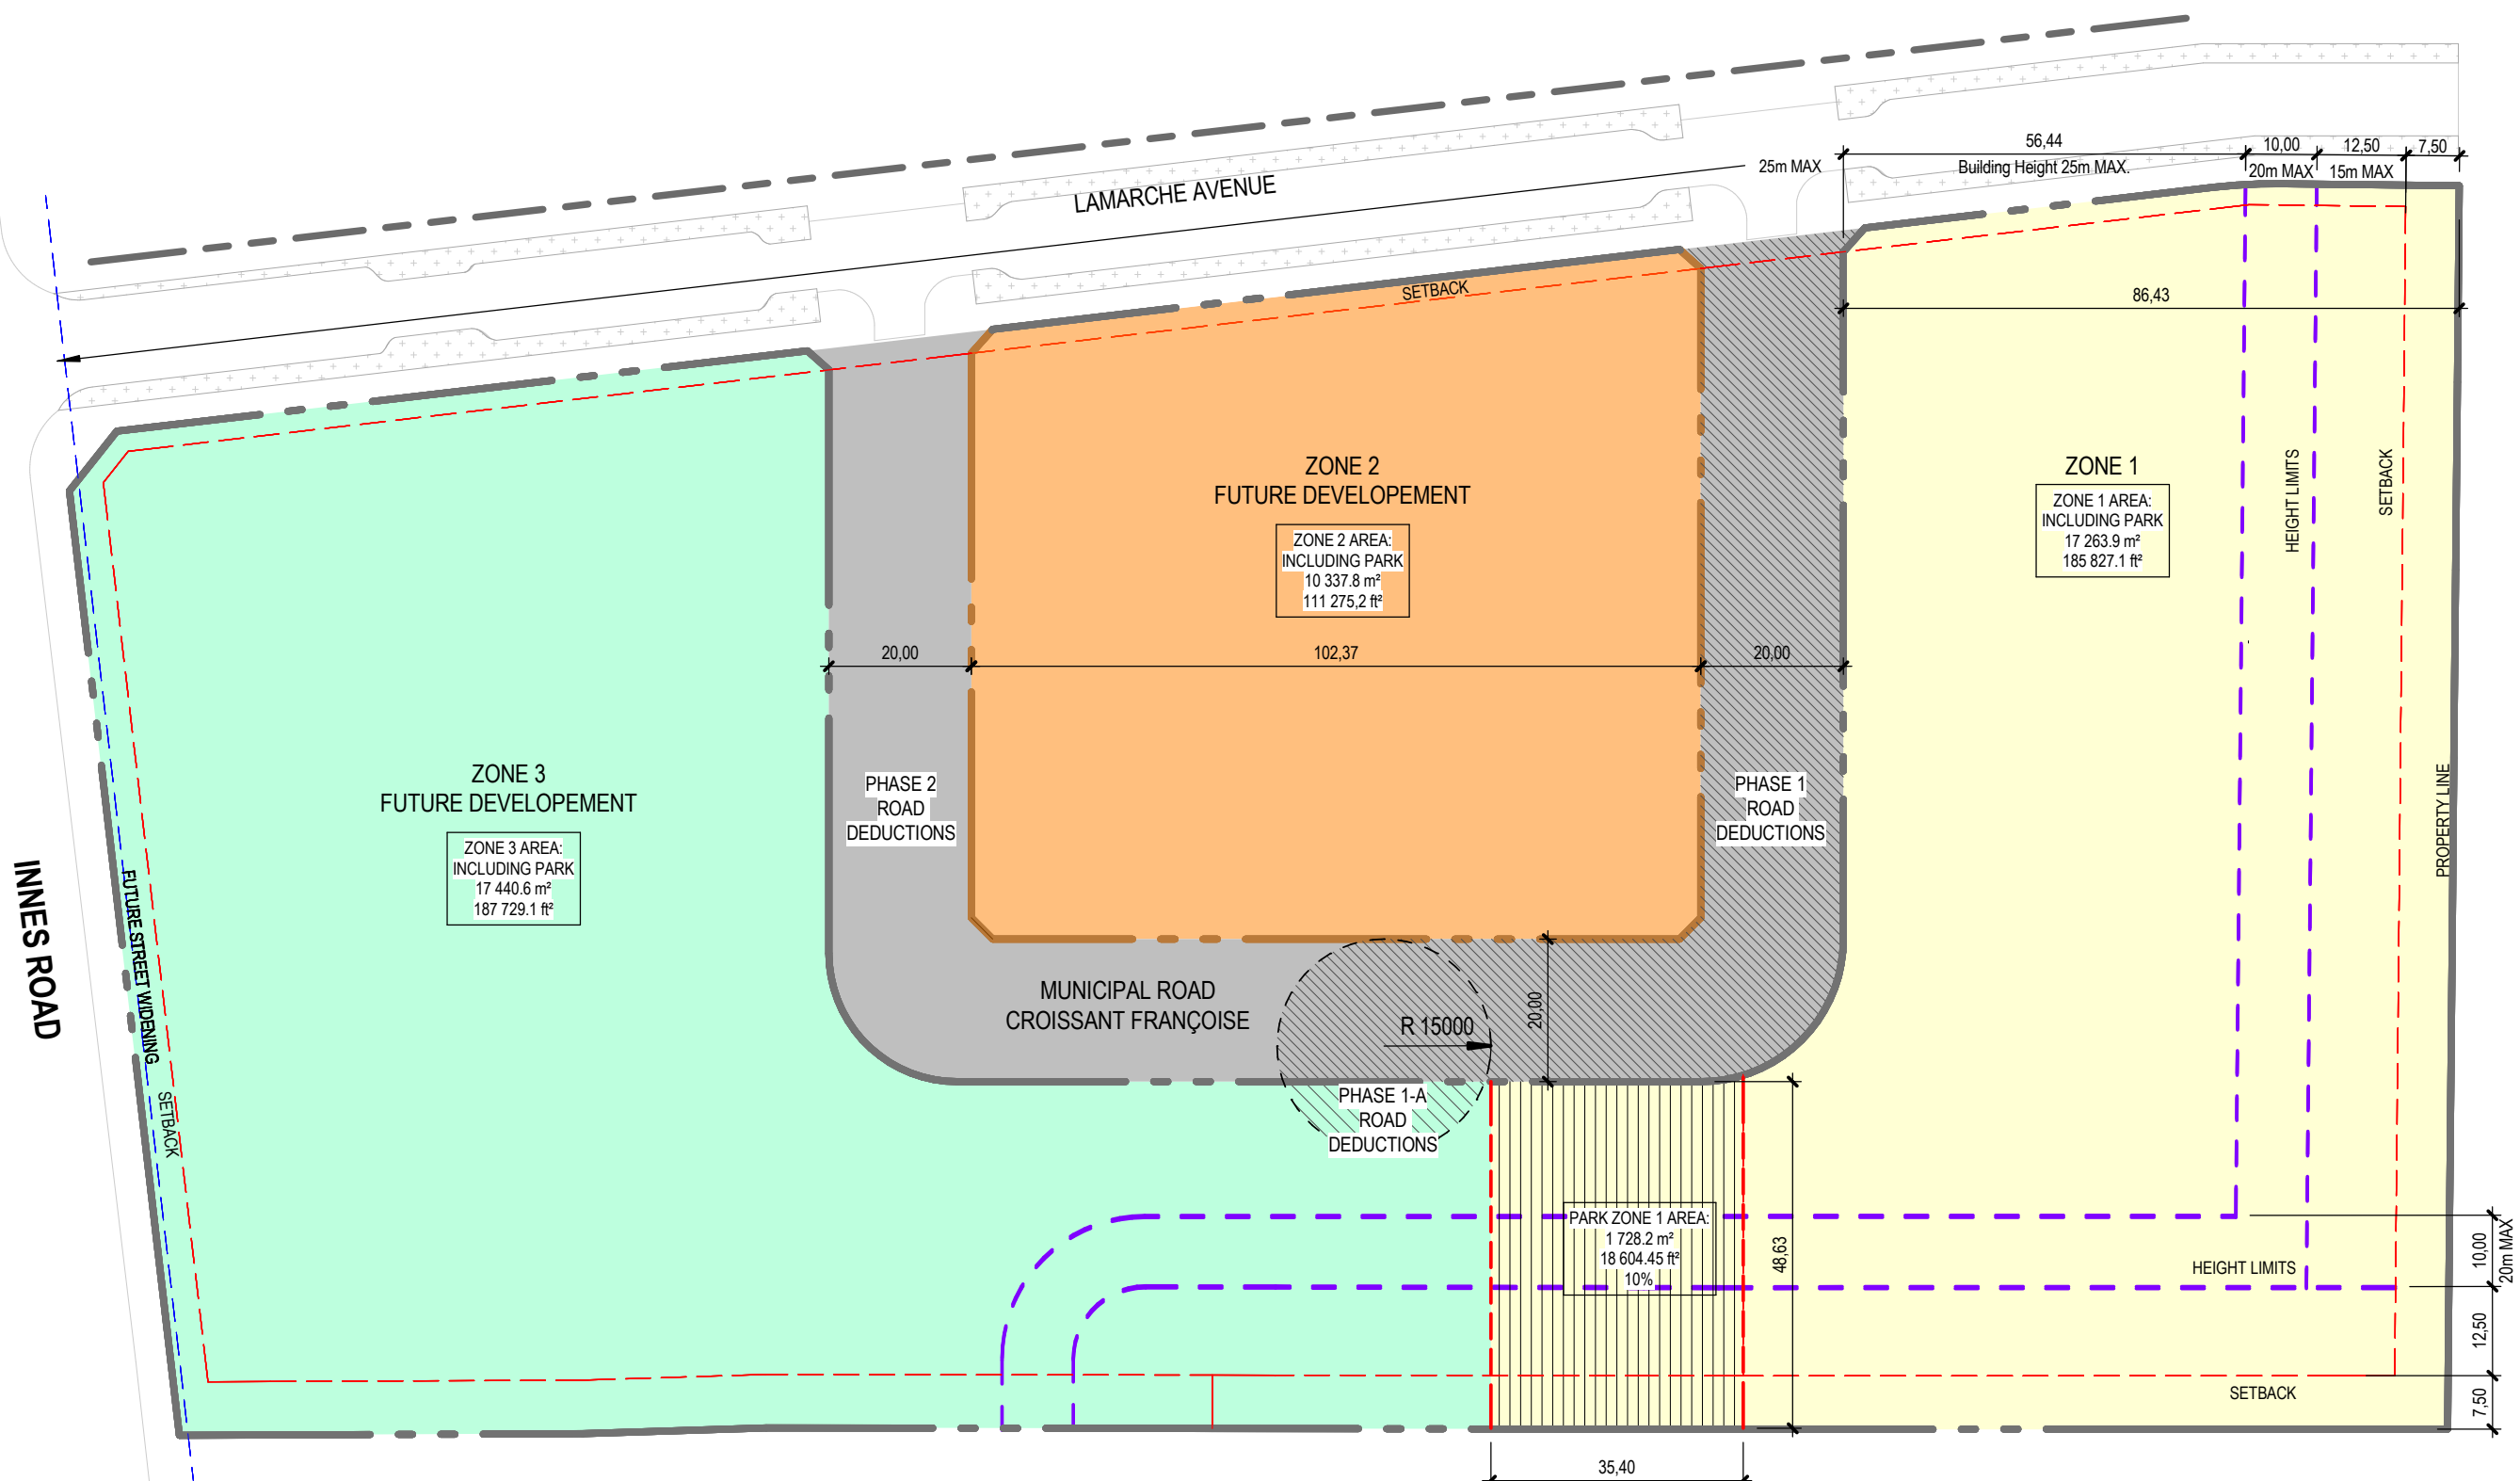 56,44
10,00
12,50
7,50
25m MAX
Building Height 25m MAX.
20m MAX
15m MAX
LAMARCHE AVENUE
SETBACK
86,43
ZONE 2
FUTURE DEVELOPEMENT
ZONE 2 AREA:
INCLUDING PARK
10 337.8 m²
111 275,2 ft²
ZONE 1
ZONE 1 AREA:
INCLUDING PARK
17 263.9 m²
185 827.1 ft²
HEIGHT LIMITS
SETBACK
PROPERTY LINE
20,00
102,37
20,00
ZONE 3
FUTURE DEVELOPEMENT
ZONE 3 AREA:
INCLUDING PARK
17 440.6 m²
187 729.1 ft²
PHASE 2
ROAD
DEDUCTIONS
PHASE 1
ROAD
DEDUCTIONS
INNES ROAD
FUTURE STREET WIDENING
SETBACK
MUNICIPAL ROAD
CROISSANT FRANÇOISE
R 15000
20,00
PHASE 1-A
ROAD
DEDUCTIONS
PARK ZONE 1 AREA:
1 728.2 m²
18 604.45 ft²
10%
48,63
HEIGHT LIMITS
10,00
20m MAX
12,50
SETBACK
7,50
35,40